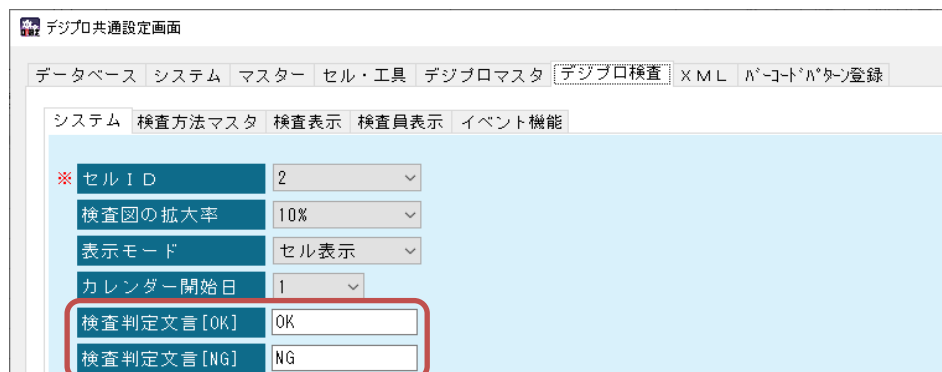 デジプロ共通設定画面
データベース システム マスター セル・工具 デジプロマスタ デジプロ検査 XML ﾊﾞｰｺｰﾄﾞﾊﾟﾀｰﾝ登録
システム 検査方法マスタ 検査表示 検査員表示 イベント機能
※ セルID 2
検査図の拡大率 10%
表示モード セル表示
カレンダー開始日 1
検査判定文言[OK] OK
検査判定文言[NG] NG